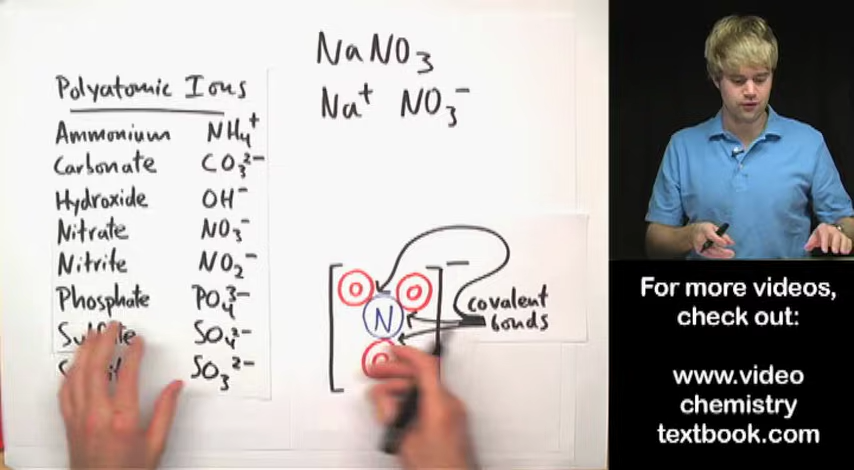 NaNO3
Na+ NO3−
Polyatomic Ions
Ammonium NH4+
Carbonate CO3 2−
Hydroxide OH−
Nitrate NO3−
Nitrite NO2−
Phosphate PO4 3−
SO4 2−
SO3 2−
−
O O
N
O
covalent
bonds
For more videos,
check out:
www.video
chemistry
textbook.com